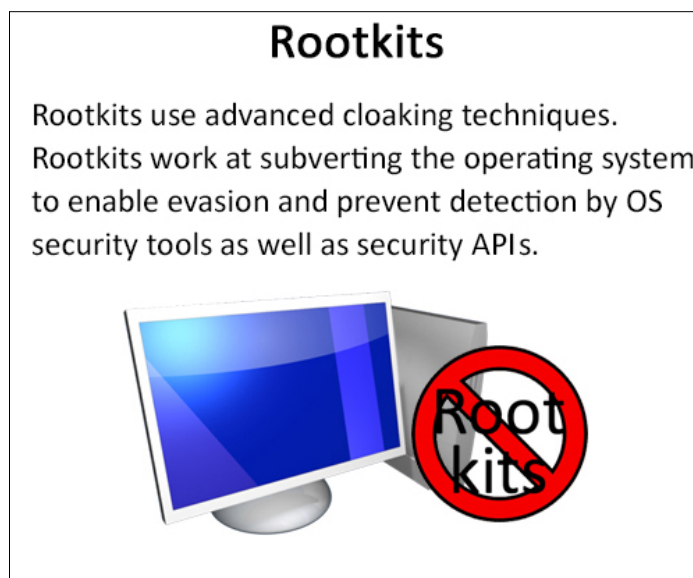 Rootkits
Rootkits use advanced cloaking techniques.
Rootkits work at subverting the operating system
to enable evasion and prevent detection by OS
security tools as well as security APIs.
Root
kits